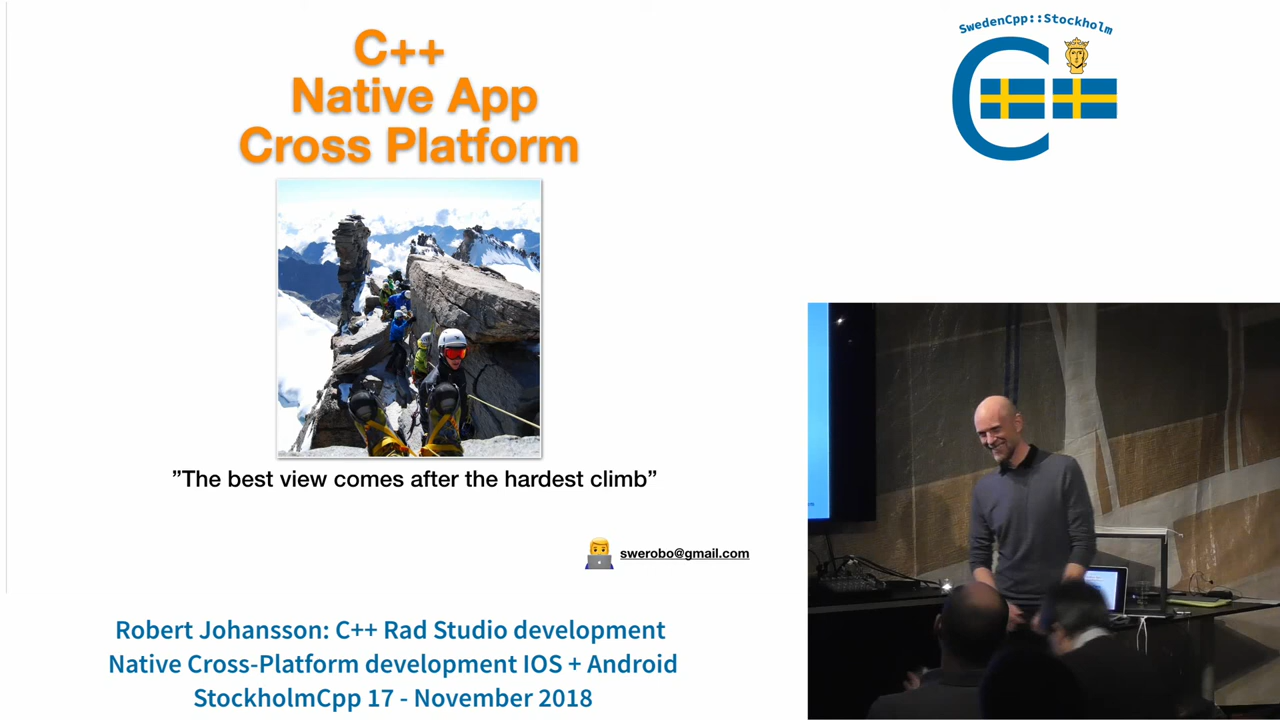 C++
Native App
Cross Platform
”The best view comes after the hardest climb”
swerobo@gmail.com
SwedenCpp::Stockholm
C
Robert Johansson: C++ Rad Studio development
Native Cross-Platform development IOS + Android
StockholmCpp 17 - November 2018